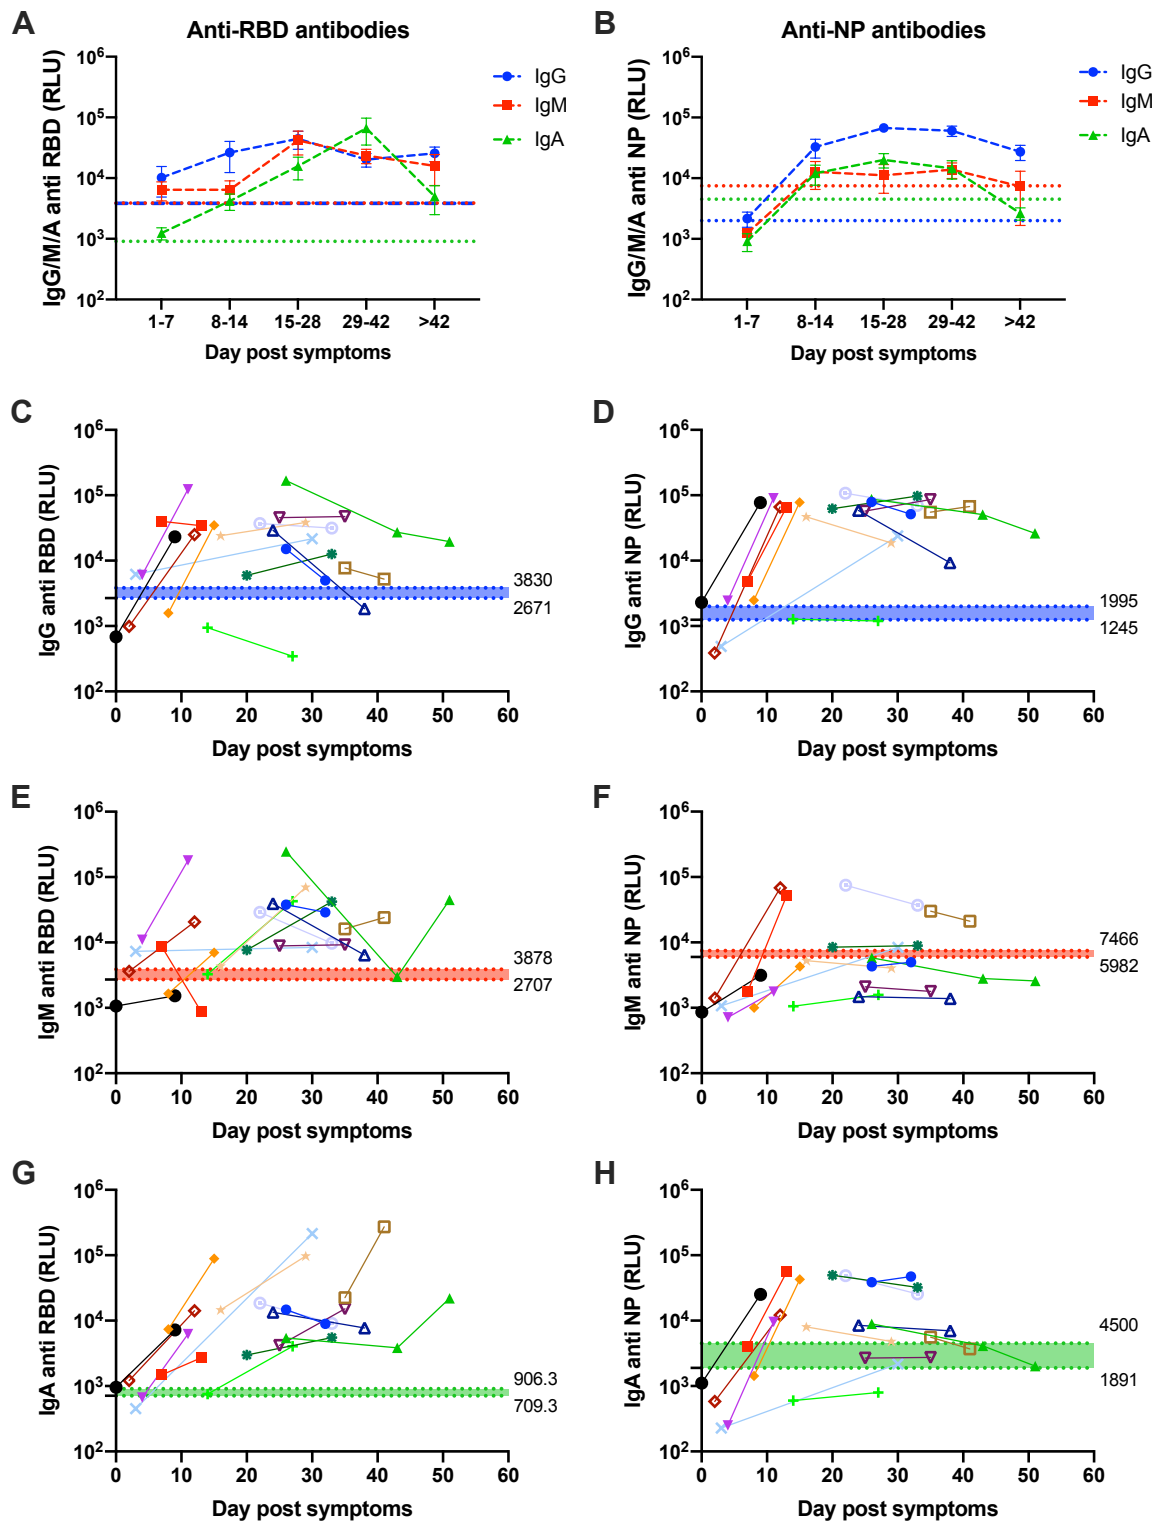 A
Anti-RBD antibodies
IgG/M/A anti RBD (RLU)
10⁶
10⁵
10⁴
10³
10²
1-7 8-14 15-28 29-42 >42
Day post symptoms
IgG
IgM
IgA
B
Anti-NP antibodies
IgG/M/A anti NP (RLU)
10⁶
10⁵
10⁴
10³
10²
1-7 8-14 15-28 29-42 >42
Day post symptoms
IgG
IgM
IgA
C
IgG anti RBD (RLU)
10⁶
10⁵
10⁴
10³
10²
3830
2671
0 10 20 30 40 50 60
Day post symptoms
D
IgG anti NP (RLU)
10⁶
10⁵
10⁴
10³
10²
1995
1245
0 10 20 30 40 50 60
Day post symptoms
E
IgM anti RBD (RLU)
10⁶
10⁵
10⁴
10³
10²
3878
2707
0 10 20 30 40 50 60
Day post symptoms
F
IgM anti NP (RLU)
10⁶
10⁵
10⁴
10³
10²
7466
5982
0 10 20 30 40 50 60
Day post symptoms
G
IgA anti RBD (RLU)
10⁶
10⁵
10⁴
10³
10²
906.3
709.3
0 10 20 30 40 50 60
Day post symptoms
H
IgA anti NP (RLU)
10⁶
10⁵
10⁴
10³
10²
4500
1891
0 10 20 30 40 50 60
Day post symptoms